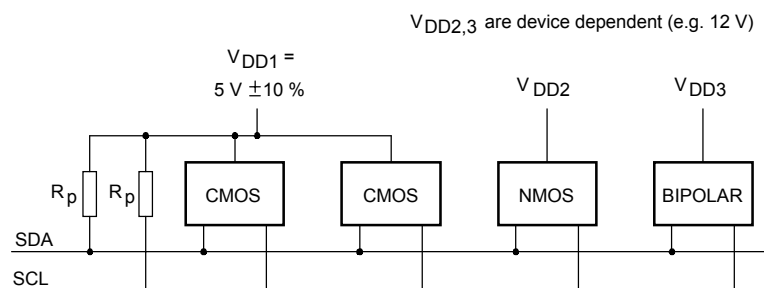 VDD2,3 are device dependent (e.g. 12 V)
VDD1 =
5 V ±10 %
VDD2
VDD3
Rp
Rp
CMOS
CMOS
NMOS
BIPOLAR
SDA
SCL